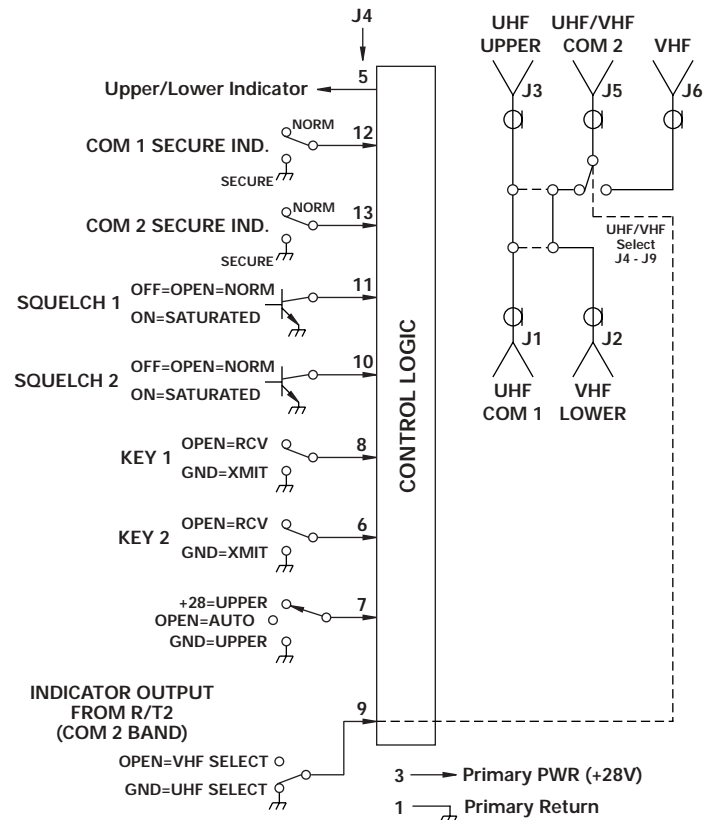 J4
5
Upper/Lower Indicator
NORM
12
COM 1 SECURE IND.
SECURE
NORM
13
COM 2 SECURE IND.
SECURE
11
SQUELCH 1
OFF=OPEN=NORM
ON=SATURATED
10
SQUELCH 2
OFF=OPEN=NORM
ON=SATURATED
8
KEY 1
OPEN=RCV
GND=XMIT
6
KEY 2
OPEN=RCV
GND=XMIT
7
+28=UPPER
OPEN=AUTO
GND=UPPER
INDICATOR OUTPUT
FROM R/T2
(COM 2 BAND)
9
OPEN=VHF SELECT
GND=UHF SELECT
CONTROL LOGIC
3
Primary PWR (+28V)
1
Primary Return
UHF
UPPER
UHF/VHF
COM 2
VHF
J3
J5
J6
UHF/VHF
Select
J4 - J9
J1
J2
UHF
COM 1
VHF
LOWER